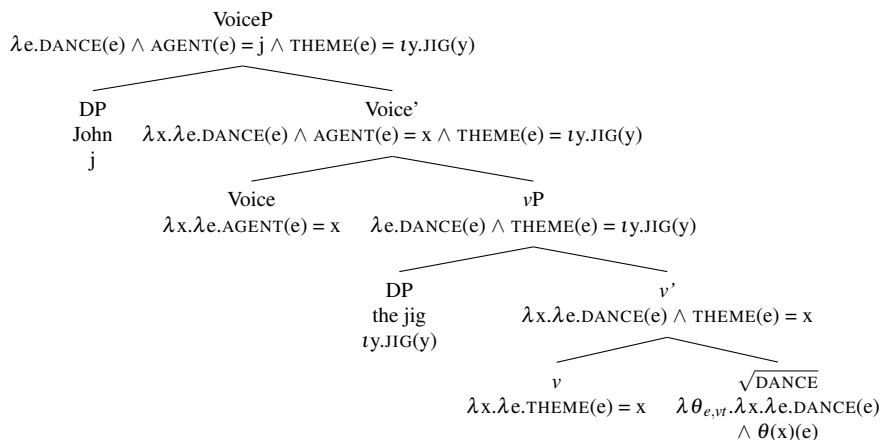 VoiceP
λe.DANCE(e) ∧ AGENT(e) = j ∧ THEME(e) = ιy.JIG(y)
DP Voice’
John λx.λe.DANCE(e) ∧ AGENT(e) = x ∧ THEME(e) = ιy.JIG(y)
j
Voice vP
λx.λe.AGENT(e) = x λe.DANCE(e) ∧ THEME(e) = ιy.JIG(y)
DP v’
the jig λx.λe.DANCE(e) ∧ THEME(e) = x
ιy.JIG(y)
v √DANCE
λx.λe.THEME(e) = x λθe,vt.λx.λe.DANCE(e)
∧ θ(x)(e)